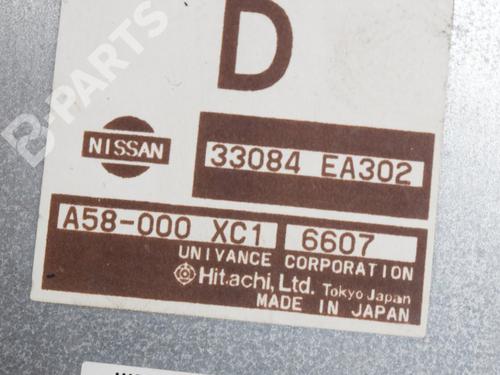 B-PARTS
D
NISSAN
33084 EA302
A58-000 XC1 6607
UNIVANCE CORPORATION
Hitachi, Ltd. Tokyo Japan
MADE IN JAPAN